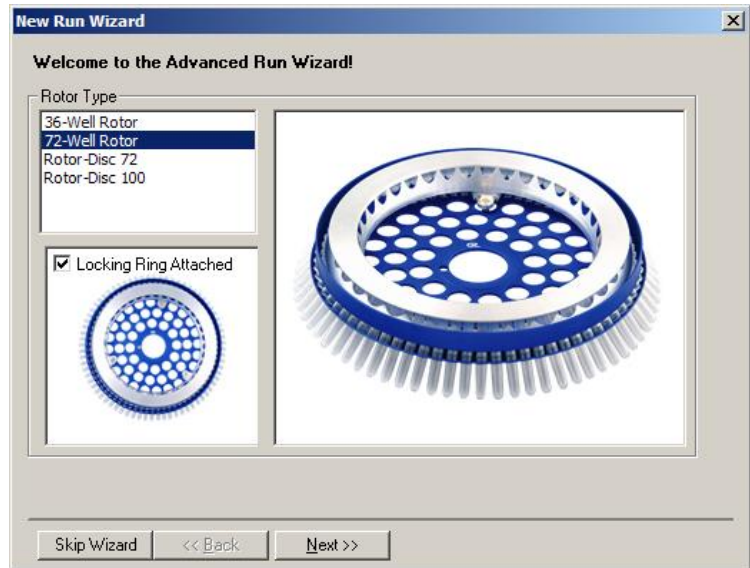 New Run Wizard
Welcome to the Advanced Run Wizard!
Rotor Type
36-Well Rotor
72-Well Rotor
Rotor-Disc 72
Rotor-Disc 100
Locking Ring Attached
Skip Wizard
<< Back
Next >>